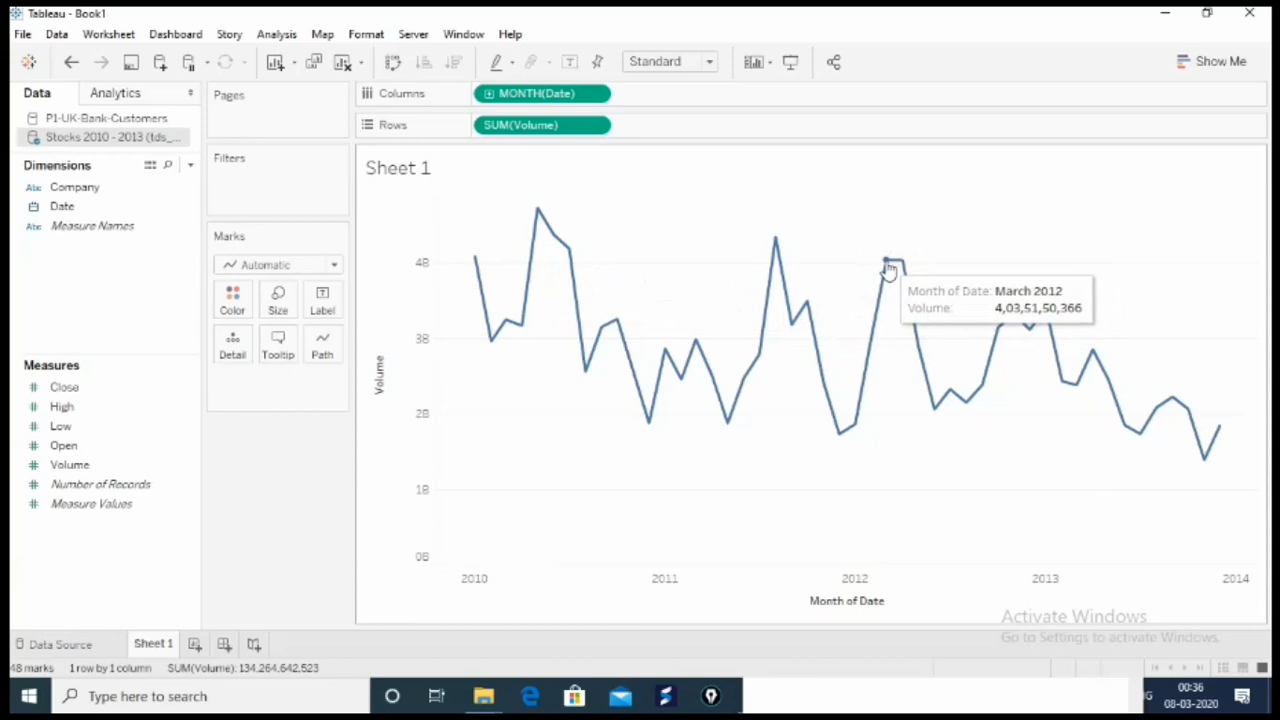 Tableau - Book1
File Data Worksheet Dashboard Story Analysis Map Format Server Window Help
Standard
Show Me
Data Analytics
P1-UK-Bank-Customers
Stocks 2010 - 2013 (tds_...
Dimensions
Abc Company
Date
Abc Measure Names
Measures
# Close
# High
# Low
# Open
# Volume
# Number of Records
# Measure Values
Pages
Filters
Marks
Automatic
Color Size Label
Detail Tooltip Path
Columns MONTH(Date)
Rows SUM(Volume)
Sheet 1
4B
3B
2B
1B
0B
Volume
Month of Date: March 2012
Volume: 4,03,51,50,366
2010 2011 2012 2013 2014
Month of Date
Activate Windows
Go to Settings to activate Windows.
Data Source Sheet 1
48 marks 1 row by 1 column SUM(Volume): 134,264,642,523
Type here to search
00:36
08-03-2020